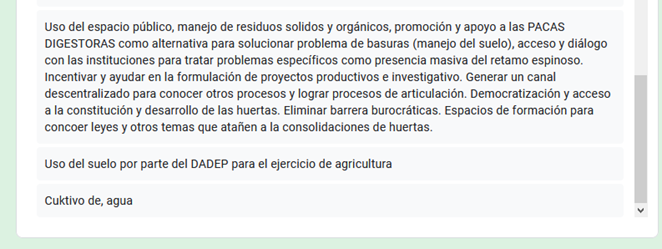 Uso del espacio público, manejo de residuos solidos y orgánicos, promoción y apoyo a las PACAS
DIGESTORAS como alternativa para solucionar problema de basuras (manejo del suelo), acceso y diálogo
con las instituciones para tratar problemas específicos como presencia masiva del retamo espinoso.
Incentivar y ayudar en la formulación de proyectos productivos e investigativo. Generar un canal
descentralizado para conocer otros procesos y lograr procesos de articulación. Democratización y acceso
a la constitución y desarrollo de las huertas. Eliminar barrera burocráticas. Espacios de formación para
concoer leyes y otros temas que atañen a la consolidaciones de huertas.
Uso del suelo por parte del DADEP para el ejercicio de agricultura
Cuktivo de, agua